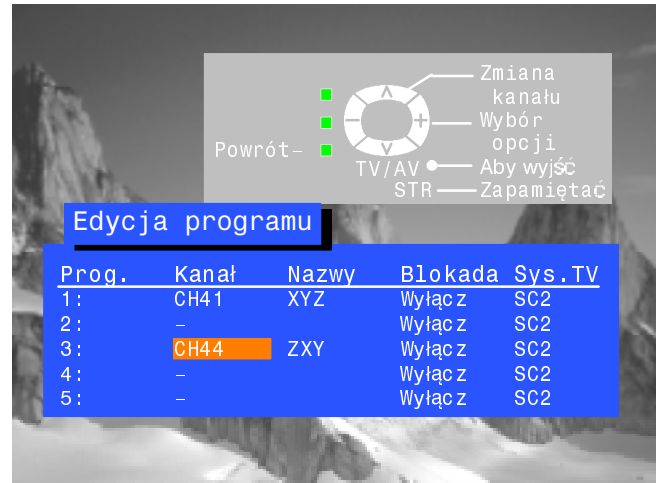 Zmiana
kanału
Wybór
opcji
Powrót–
TV/AV Aby wyjść
STR Zapamiętać
Edycja programu
Prog. Kanał Nazwy Blokada Sys.TV
1: CH41 XYZ Wyłącz SC2
2: – Wyłącz SC2
3: CH44 ZXY Wyłącz SC2
4: – Wyłącz SC2
5: – Wyłącz SC2